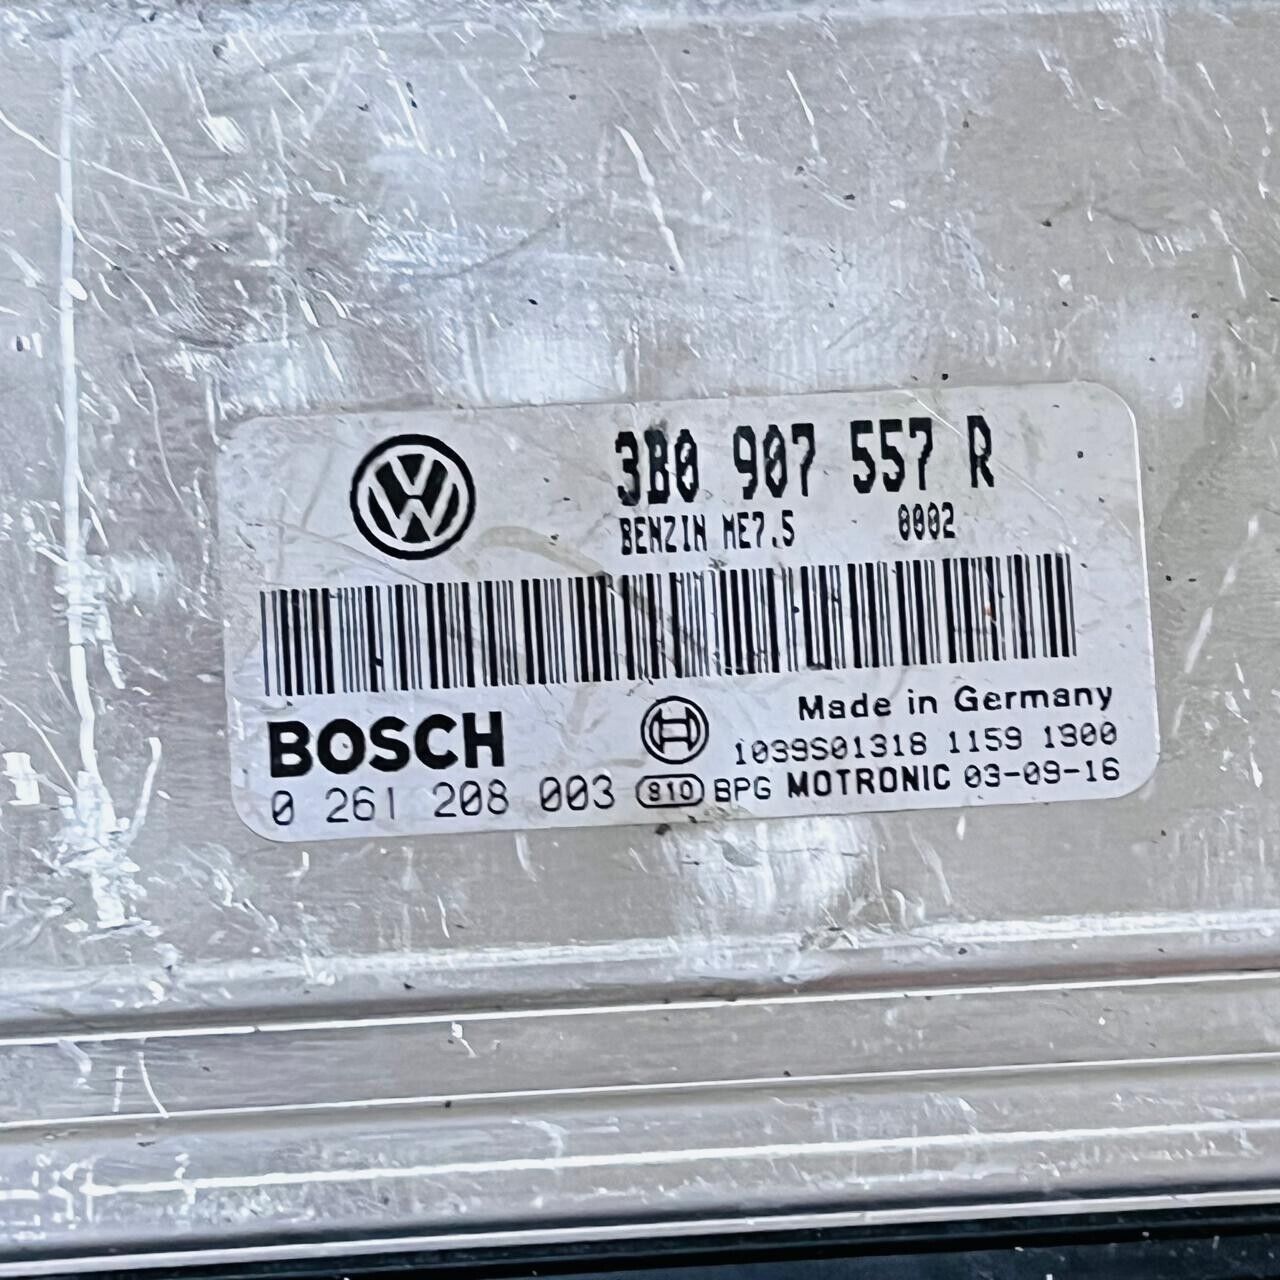 3B0 907 557 R
BENZIN ME7.5 0002
BOSCH
Made in Germany
1039S01318 1159 1300
0 261 208 003 S10 BPG MOTRONIC 03-09-16